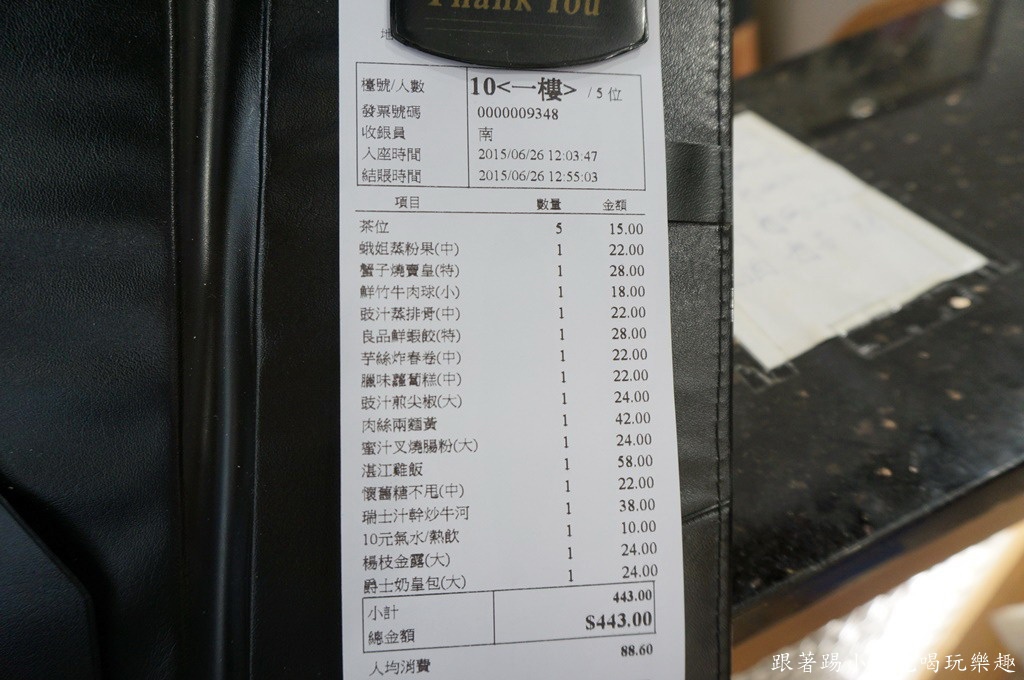 Thank You
地
檯號/人數 10<一樓> / 5 位
發票號碼 0000009348
收銀員 南
入座時間 2015/06/26 12:03:47
結賬時間 2015/06/26 12:55:03
項目 數量 金額
茶位 5 15.00
蛾姐蒸粉果(中) 1 22.00
蟹子燒賣皇(特) 1 28.00
鮮竹牛肉球(小) 1 18.00
豉汁蒸排骨(中) 1 22.00
良品鮮蝦餃(特) 1 28.00
芋絲炸春卷(中) 1 22.00
臘味蘿蔔糕(中) 1 22.00
豉汁煎尖椒(大) 1 24.00
肉絲兩麵黃 1 42.00
蜜汁叉燒腸粉(大) 1 24.00
湛江雞飯 1 58.00
懷舊糖不甩(中) 1 22.00
瑞士汁幹炒牛河 1 38.00
10元氣水/熱飲 1 10.00
楊枝金露(大) 1 24.00
爵士奶皇包(大) 1 24.00
小計 443.00
總金額 $443.00
人均消費 88.60
跟著踢小 喝玩樂趣